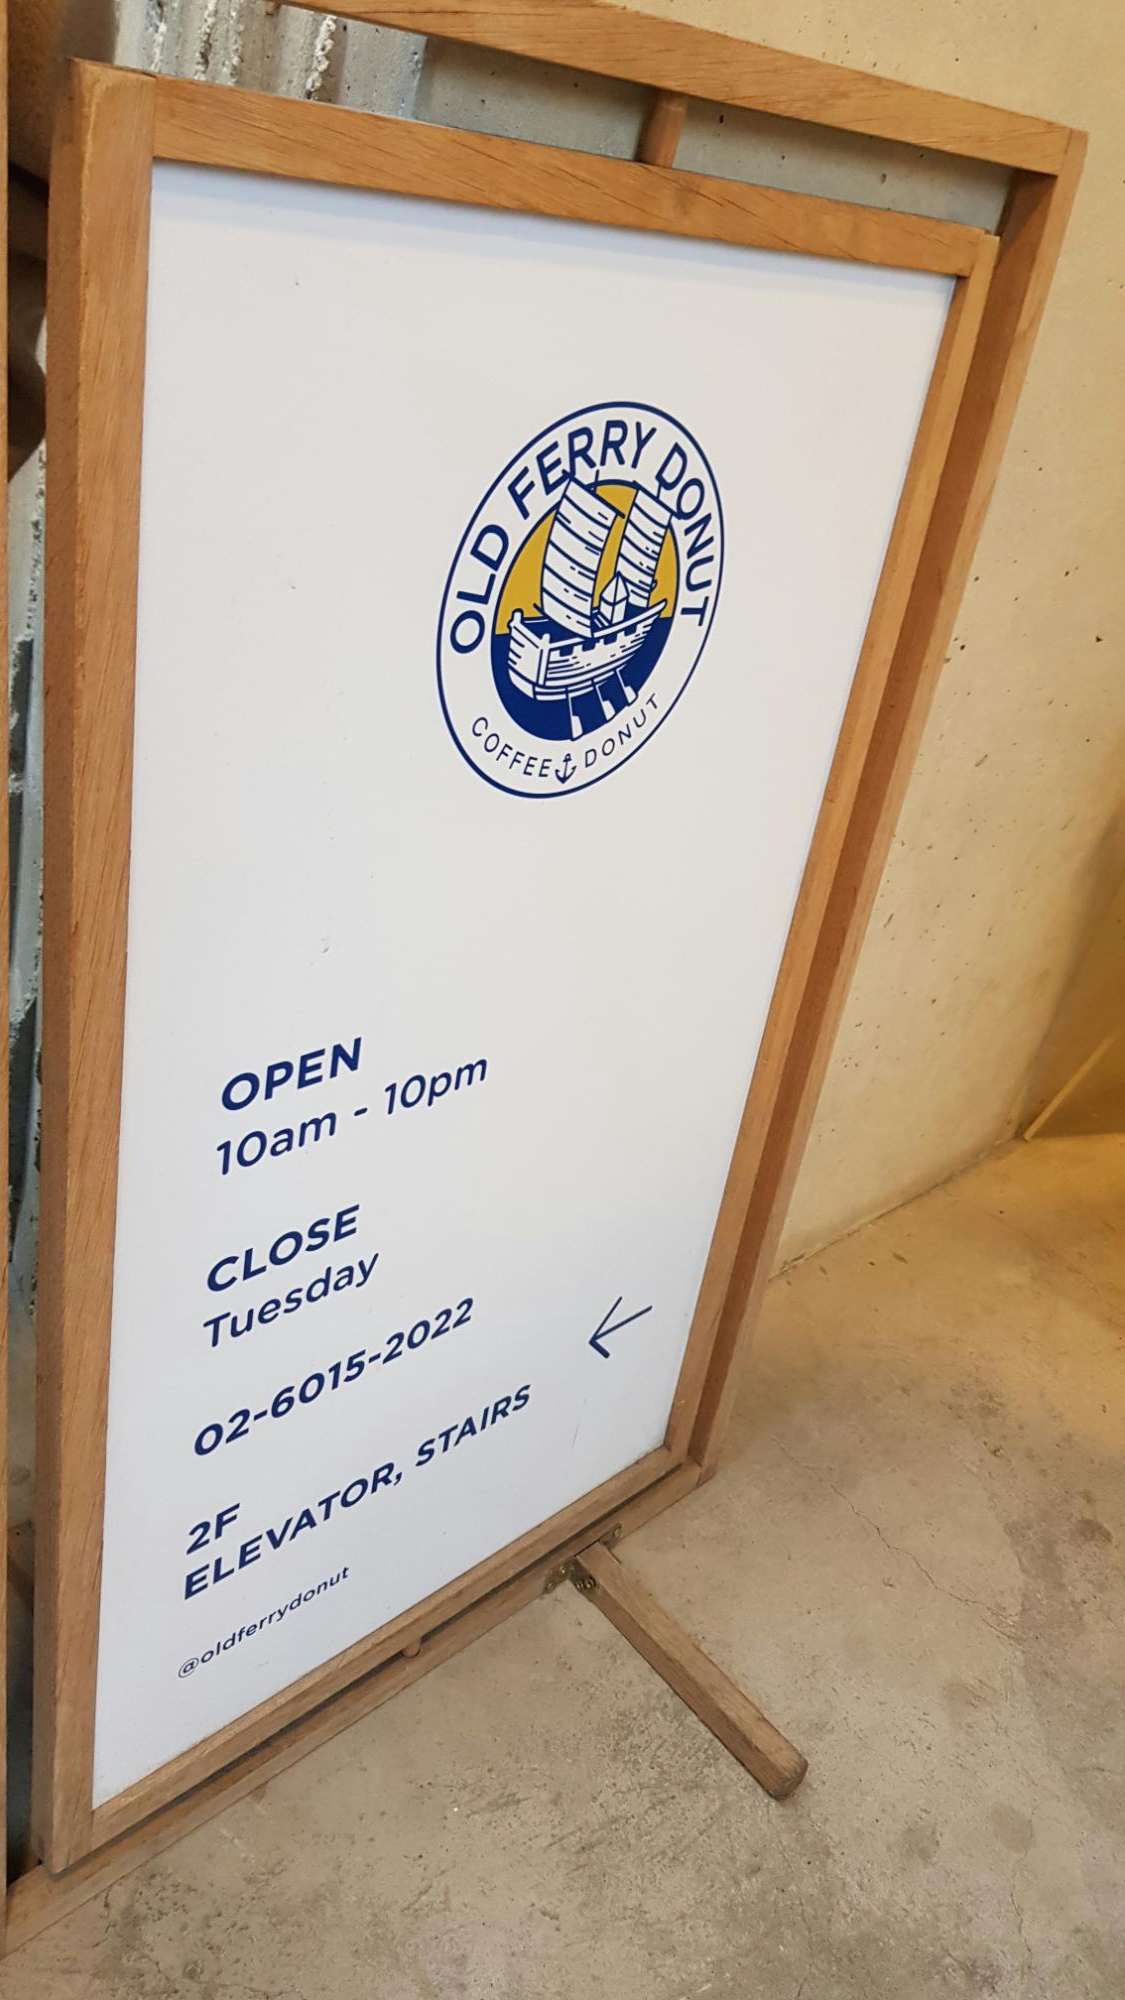 OLD FERRY DONUT
COFFEE DONUT
OPEN
10am - 10pm
CLOSE
Tuesday
02-6015-2022
2F
ELEVATOR, STAIRS
@oldferrydonut